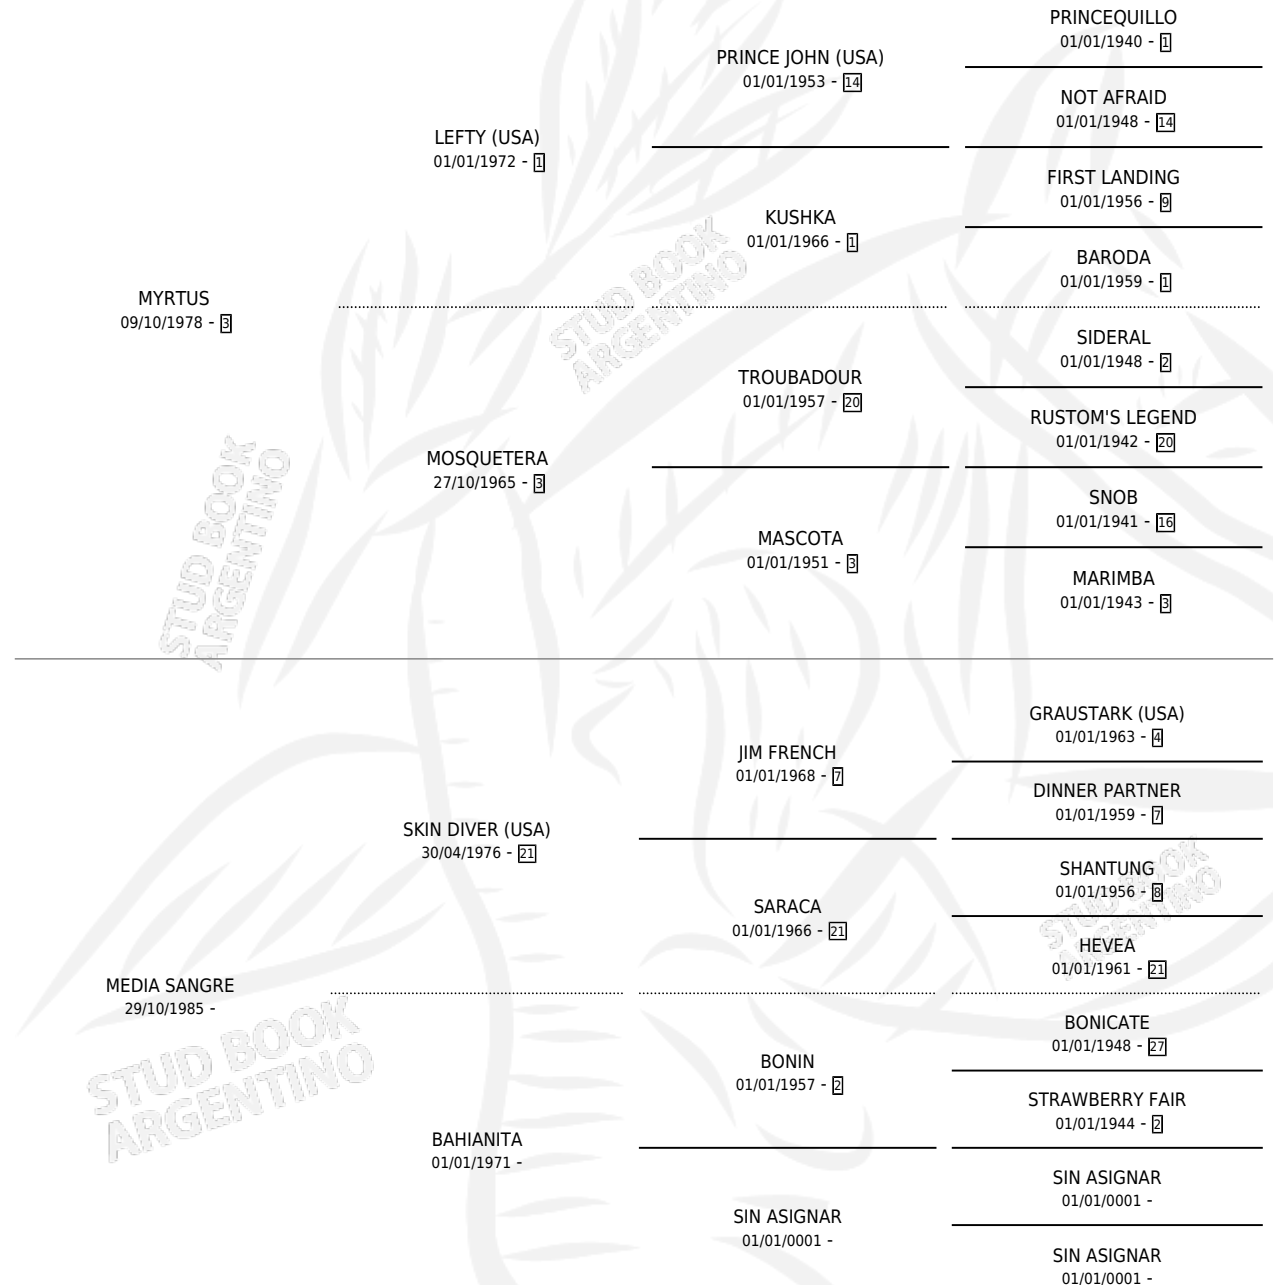 PRINCEQUILLO
01/01/1940 - 1
PRINCE JOHN (USA)
01/01/1953 - 14
NOT AFRAID
01/01/1948 - 14
LEFTY (USA)
01/01/1972 - 1
FIRST LANDING
01/01/1956 - 9
KUSHKA
01/01/1966 - 1
BARODA
01/01/1959 - 1
MYRTUS
09/10/1978 - 3
SIDERAL
01/01/1948 - 2
TROUBADOUR
01/01/1957 - 20
RUSTOM'S LEGEND
01/01/1942 - 20
MOSQUETERA
27/10/1965 - 3
SNOB
01/01/1941 - 16
MASCOTA
01/01/1951 - 3
MARIMBA
01/01/1943 - 3
GRAUSTARK (USA)
01/01/1963 - 4
JIM FRENCH
01/01/1968 - 7
DINNER PARTNER
01/01/1959 - 7
SKIN DIVER (USA)
30/04/1976 - 21
SHANTUNG
01/01/1956 - 8
SARACA
01/01/1966 - 21
HEVEA
01/01/1961 - 21
MEDIA SANGRE
29/10/1985 -
BONICATE
01/01/1948 - 27
BONIN
01/01/1957 - 2
STRAWBERRY FAIR
01/01/1944 - 2
BAHIANITA
01/01/1971 -
SIN ASIGNAR
01/01/0001 -
SIN ASIGNAR
01/01/0001 -
SIN ASIGNAR
01/01/0001 -
STUD BOOK
ARGENTINO
STUD BOOK
ARGENTINO
STUD BOOK
ARGENTINO
STUD BOOK
ARGENTINO